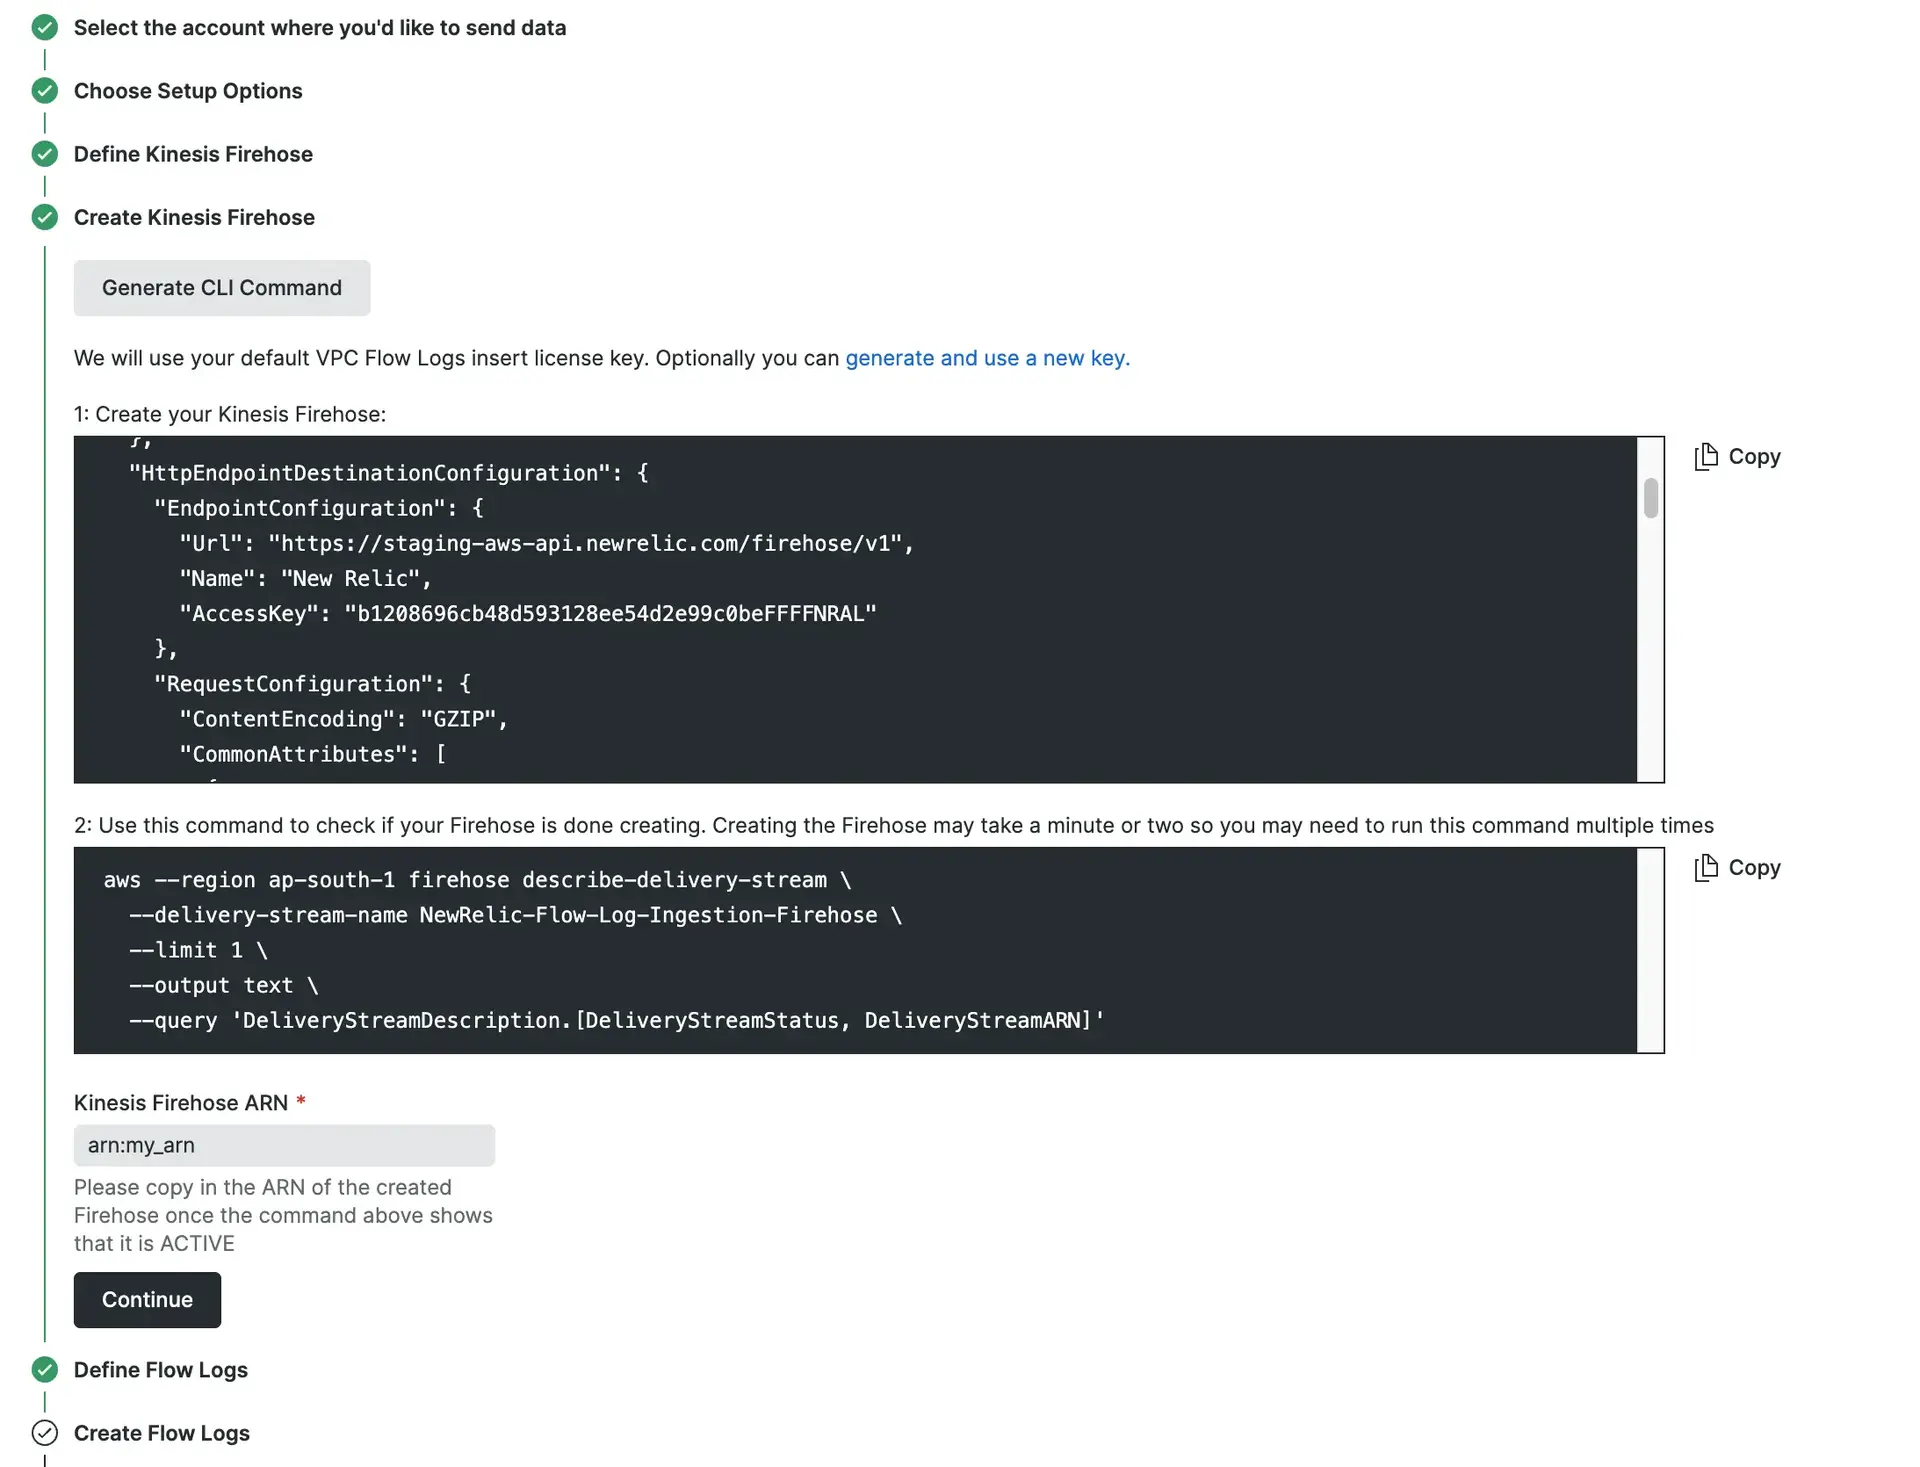 Select the account where you'd like to send data
Choose Setup Options
Define Kinesis Firehose
Create Kinesis Firehose
Generate CLI Command
We will use your default VPC Flow Logs insert license key. Optionally you can generate and use a new key.
1: Create your Kinesis Firehose:
},
"HttpEndpointDestinationConfiguration": {
"EndpointConfiguration": {
"Url": "https://staging-aws-api.newrelic.com/firehose/v1",
"Name": "New Relic",
"AccessKey": "b1208696cb48d593128ee54d2e99c0beFFFFNRAL"
},
"RequestConfiguration": {
"ContentEncoding": "GZIP",
"CommonAttributes": [
{
Copy
2: Use this command to check if your Firehose is done creating. Creating the Firehose may take a minute or two so you may need to run this command multiple times
aws --region ap-south-1 firehose describe-delivery-stream \
--delivery-stream-name NewRelic-Flow-Log-Ingestion-Firehose \
--limit 1 \
--output text \
--query 'DeliveryStreamDescription.[DeliveryStreamStatus, DeliveryStreamARN]'
Copy
Kinesis Firehose ARN *
arn:my_arn
Please copy in the ARN of the created
Firehose once the command above shows
that it is ACTIVE
Continue
Define Flow Logs
Create Flow Logs